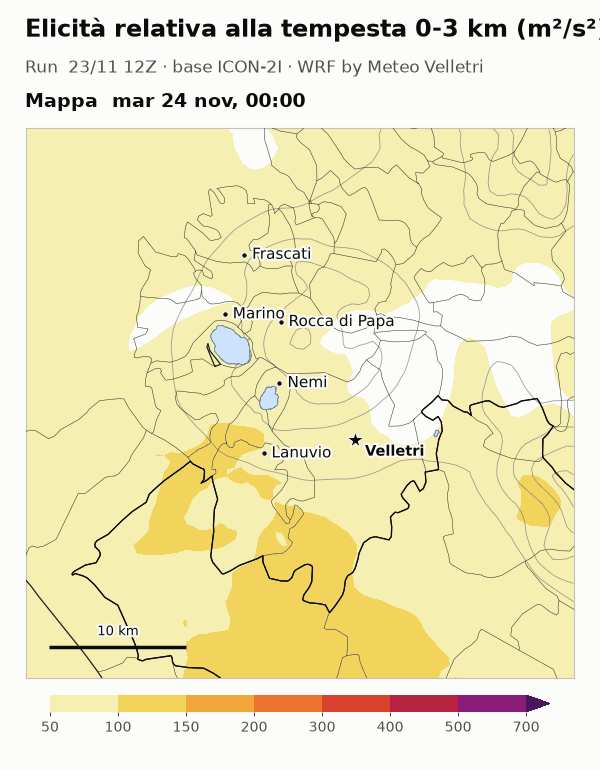 Elicità relativa alla tempesta 0-3 km (m²/s²)
Run  23/11 12Z · base ICON-2I · WRF by Meteo Velletri
Mappa  mar 24 nov, 00:00
Frascati
Marino
Rocca di Papa
Nemi
Velletri
Lanuvio
10 km
50 100 150 200 300 400 500 700